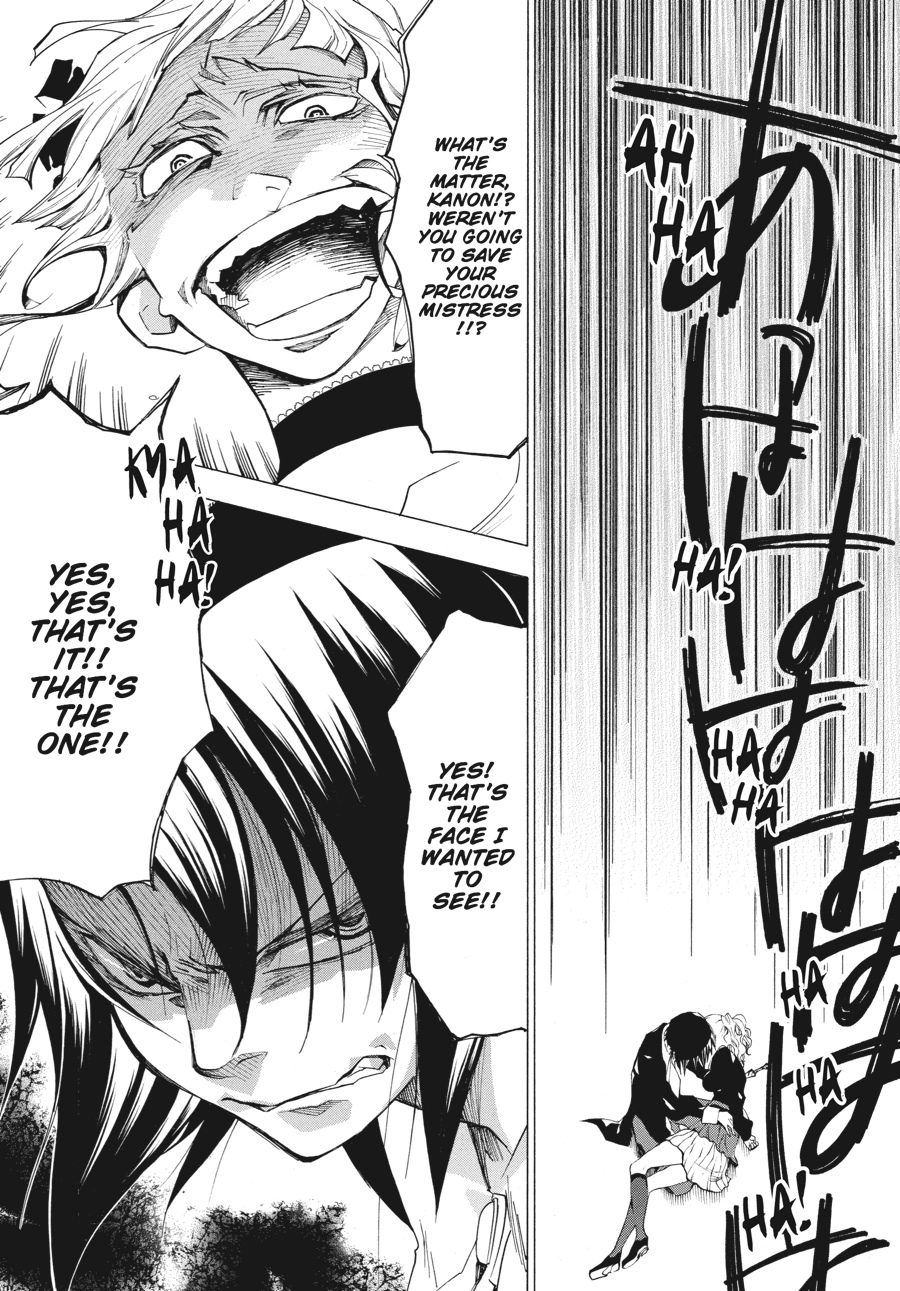 あははははは
AH
HA
HA!
HA
HA
HA
HA
HA!
WHAT'S
THE
MATTER,
KANON!?
WEREN'T
YOU GOING
TO SAVE
YOUR
PRECIOUS
MISTRESS
!!?
KYA
HA
HA!
YES!
THAT'S
THE
FACE I
WANTED
TO
SEE!!
YES,
YES,
THAT'S
IT!!
THAT'S
THE
ONE!!